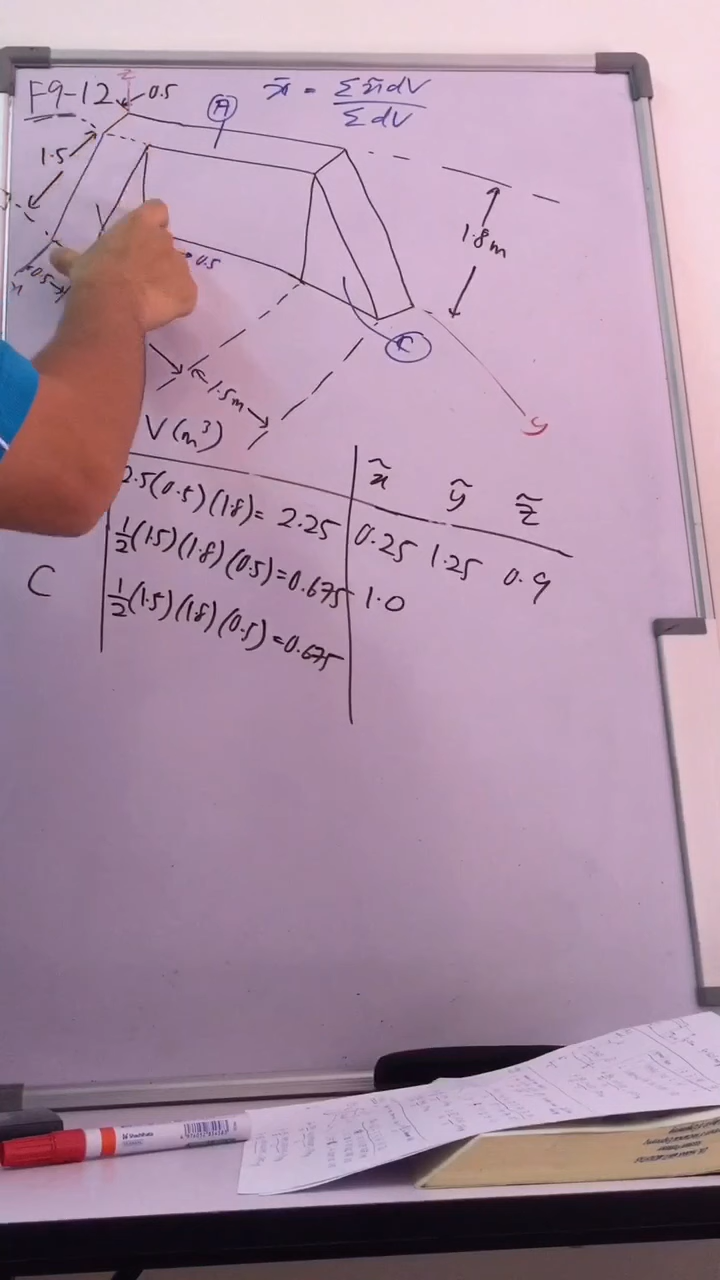 F9-12
z
0.5
A
x̄ = Σx̃dV / ΣdV
1.5
1.8m
0.5
0.5
x
C
1.5m
y
V(m³)
x̃ ỹ z̃
2.5(0.5)(1.8)= 2.25 0.25 1.25 0.9
½(1.5)(1.8)(0.5)=0.675 1.0
C ½(1.5)(1.8)(0.5)=0.675